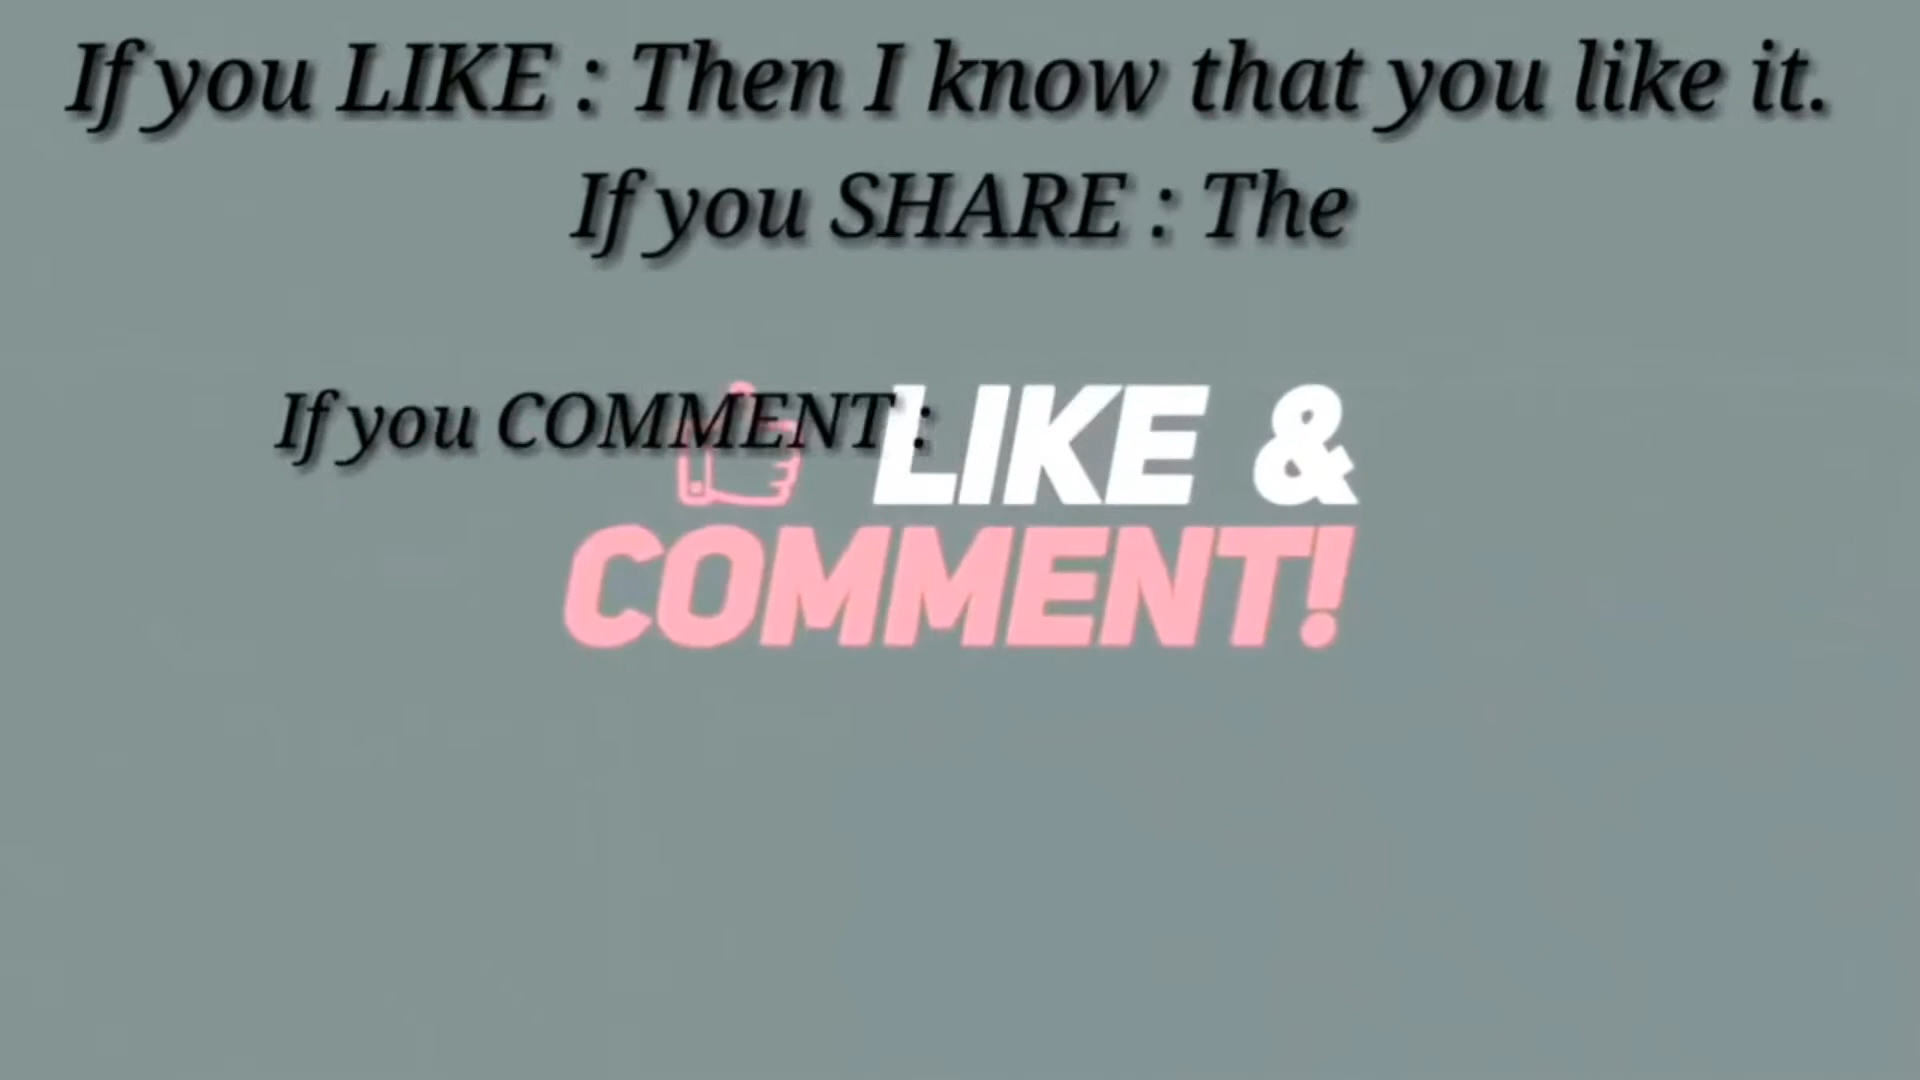 If you LIKE : Then I know that you like it.
If you SHARE : The
If you COMMENT :
LIKE &
COMMENT!